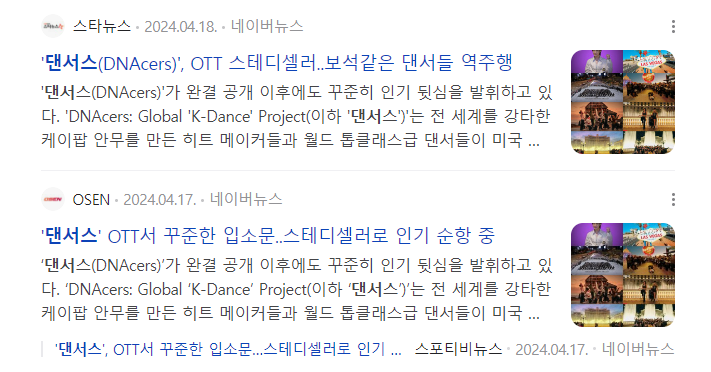 스타뉴스 · 2024.04.18. · 네이버뉴스
'댄서스(DNAcers)', OTT 스테디셀러..보석같은 댄서들 역주행
'댄서스(DNAcers)'가 완결 공개 이후에도 꾸준히 인기 뒷심을 발휘하고 있
다. 'DNAcers: Global 'K-Dance' Project(이하 '댄서스')'는 전 세계를 강타한
케이팝 안무를 만든 히트 메이커들과 월드 톱클래스급 댄서들이 미국 ...
OSEN · 2024.04.17. · 네이버뉴스
'댄서스' OTT서 꾸준한 입소문..스테디셀러로 인기 순항 중
‘댄서스(DNAcers)’가 완결 공개 이후에도 꾸준히 인기 뒷심을 발휘하고 있
다. ‘DNAcers: Global ‘K-Dance’ Project(이하 ‘댄서스’)’는 전 세계를 강타한
케이팝 안무를 만든 히트 메이커들과 월드 톱클래스급 댄서들이 미국 ...
'댄서스', OTT서 꾸준한 입소문...스테디셀러로 인기 ... 스포티비뉴스 · 2024.04.17. · 네이버뉴스